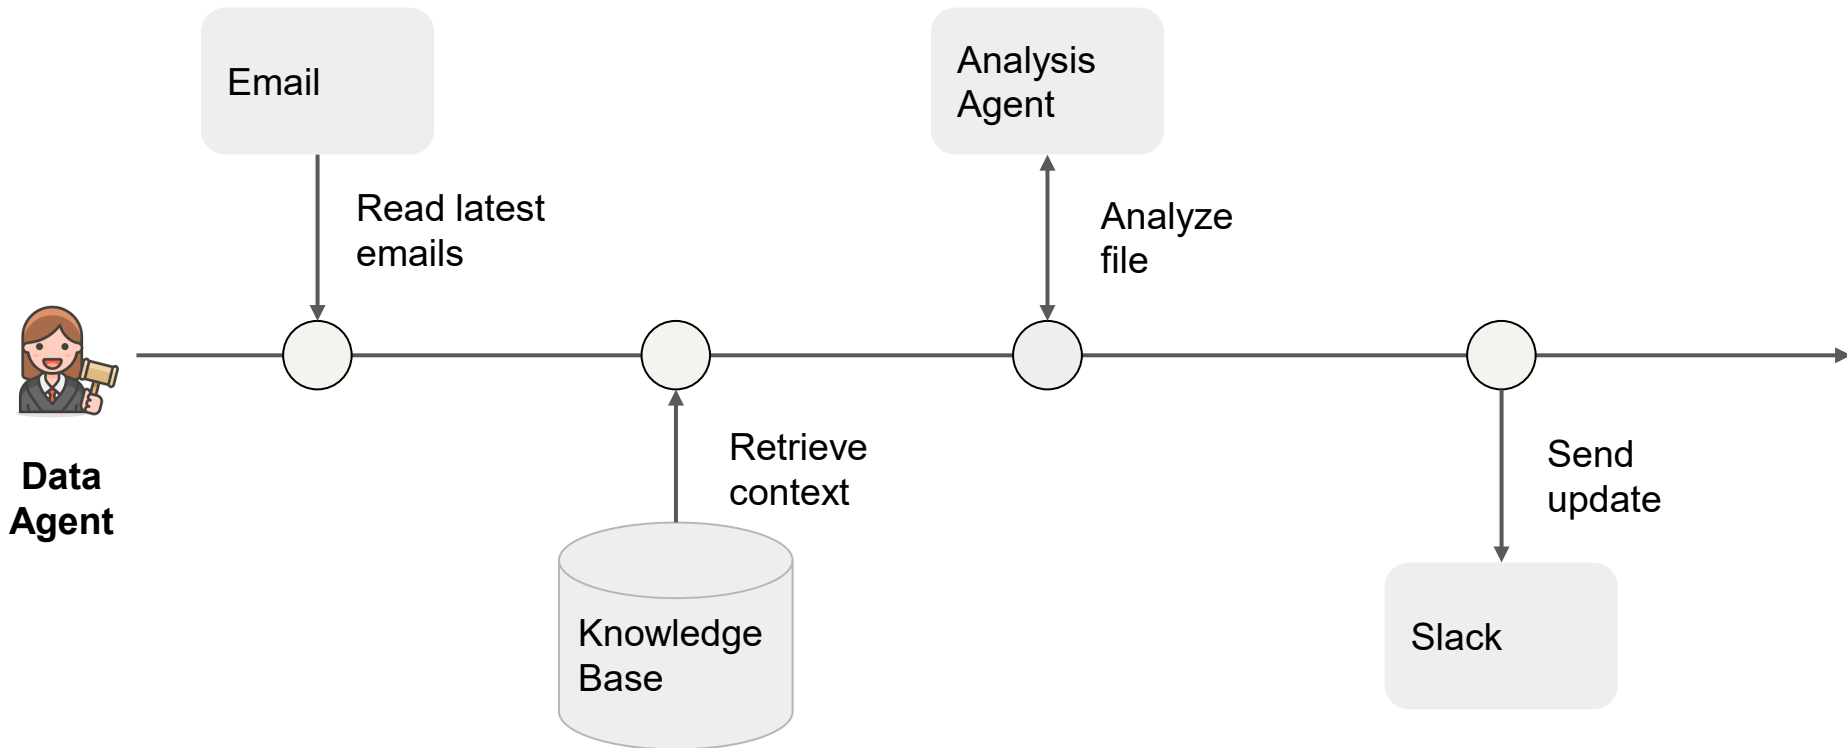 Email
Analysis
Agent
Read latest
emails
Analyze
file
Data
Agent
Retrieve
context
Send
update
Knowledge
Base
Slack